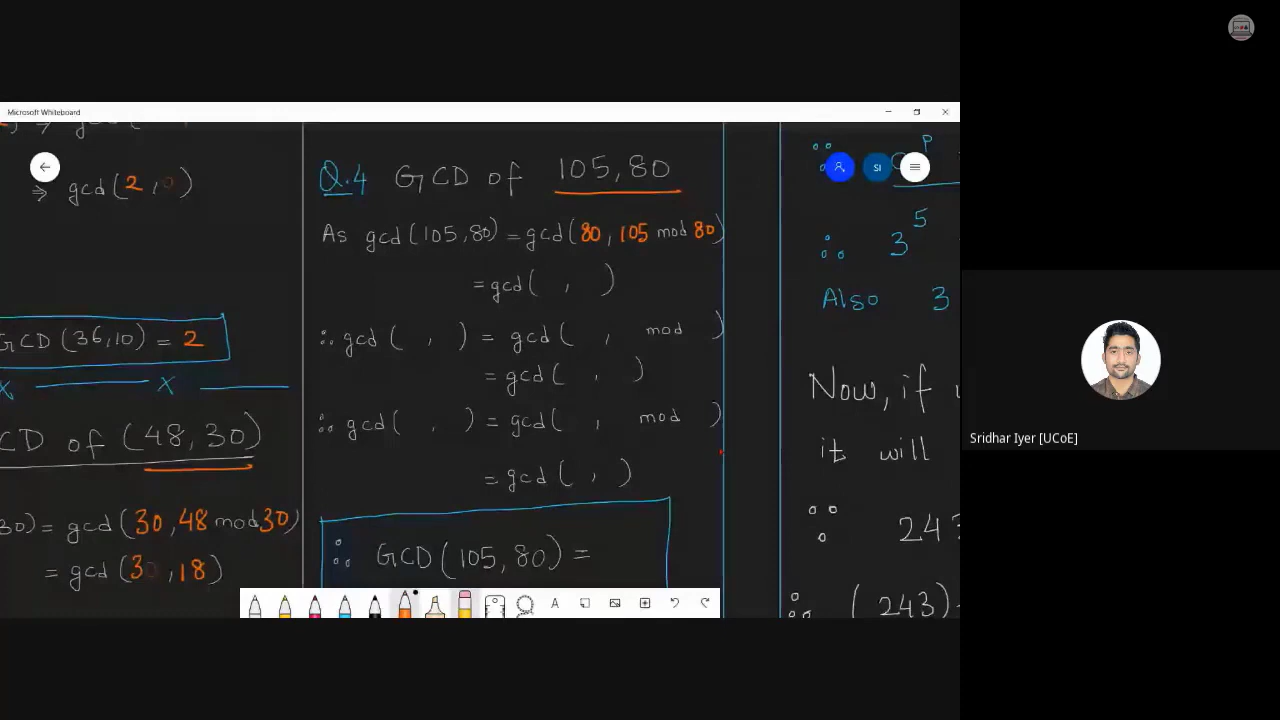 Microsoft Whiteboard
⇒ gcd(2,0)
GCD(36,10) = 2
X X
CD of (48,30)
30) = gcd(30,48 mod 30)
= gcd(30,18)
Q.4 GCD of 105,80
As gcd(105,80) = gcd(80,105 mod 80)
= gcd( , )
∴ gcd( , ) = gcd( , mod )
= gcd( , )
∴ gcd( , ) = gcd( , mod )
= gcd( , )
∴ GCD(105,80) =
A
∵ P
SI
∴ 3^5
Also 3
Now, if
it will
∵ 243
∴ (243)
Sridhar Iyer [UCoE]